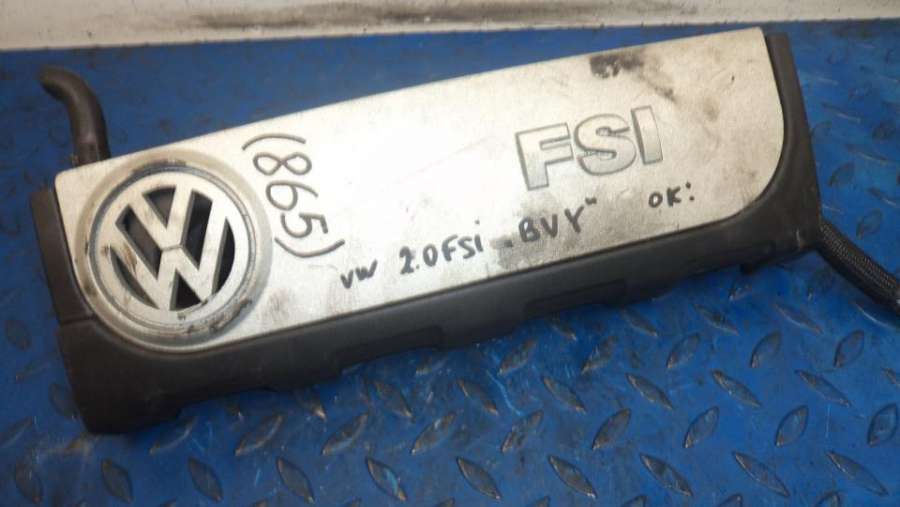 FSI
(865)
VW 2.0FSi „BVY" OK: